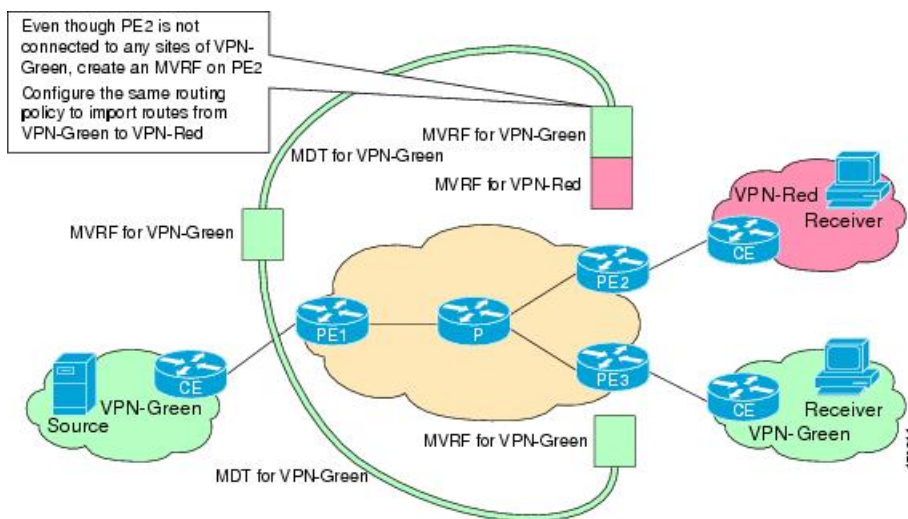 Even though PE2 is not
connected to any sites of VPN-
Green, create an MVRF on PE2
Configure the same routing
policy to import routes from
VPN-Green to VPN-Red
MVRF for VPN-Green
MDT for VPN-Green
MVRF for VPN-Red
VPN-Red
Receiver
MVRF for VPN-Green
CE
PE2
PE1
P
CE
PE3
VPN-Green
Source
CE
Receiver
VPN-Green
MVRF for VPN-Green
MDT for VPN-Green